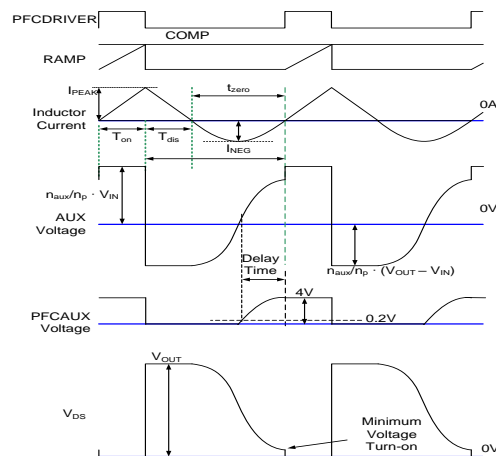 PFCDRIVER
COMP
RAMP
IPEAK
tzero
Inductor
Current
0A
Ton
Tdis
INEG
naux/np · VIN
AUX
Voltage
0V
Delay
Time
naux/np · (VOUT – VIN)
4V
PFCAUX
Voltage
0.2V
VOUT
VDS
Minimum
Voltage
Turn-on
0V